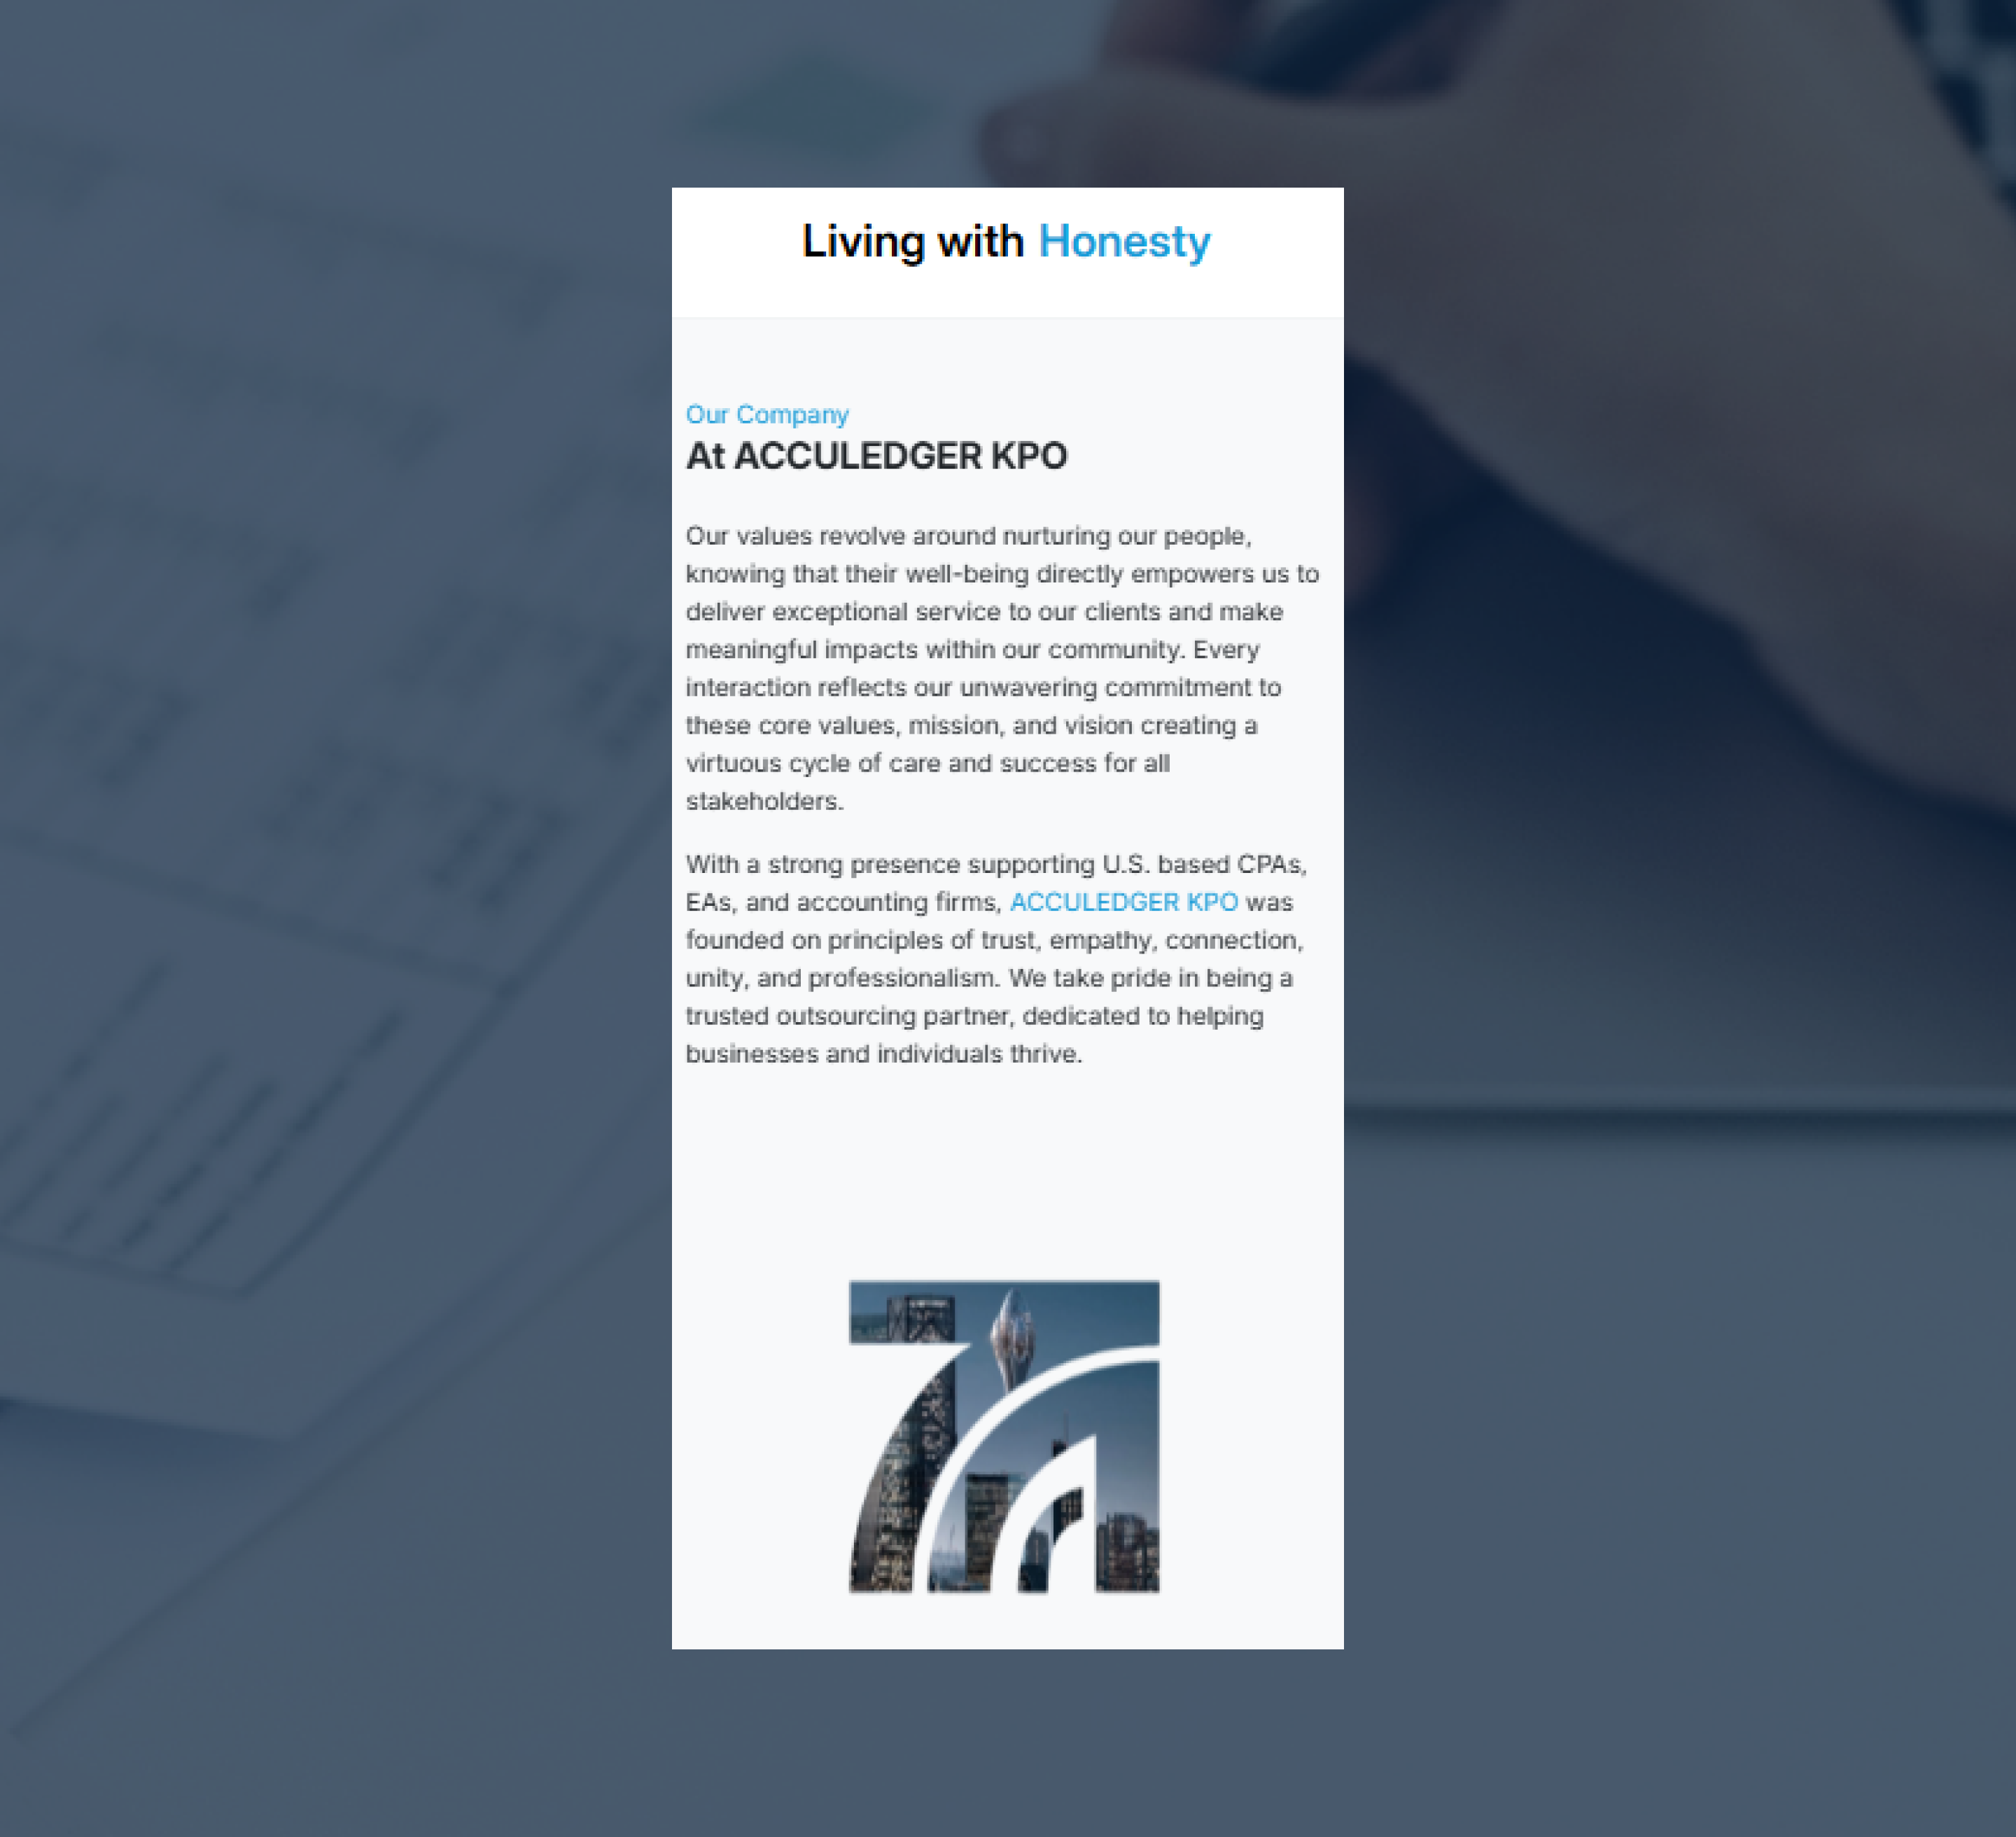 Living with Honesty
Our Company
At ACCULEDGER KPO
Our values revolve around nurturing our people,
knowing that their well-being directly empowers us to
deliver exceptional service to our clients and make
meaningful impacts within our community. Every
interaction reflects our unwavering commitment to
these core values, mission, and vision creating a
virtuous cycle of care and success for all
stakeholders.
With a strong presence supporting U.S. based CPAs,
EAs, and accounting firms, ACCULEDGER KPO was
founded on principles of trust, empathy, connection,
unity, and professionalism. We take pride in being a
trusted outsourcing partner, dedicated to helping
businesses and individuals thrive.